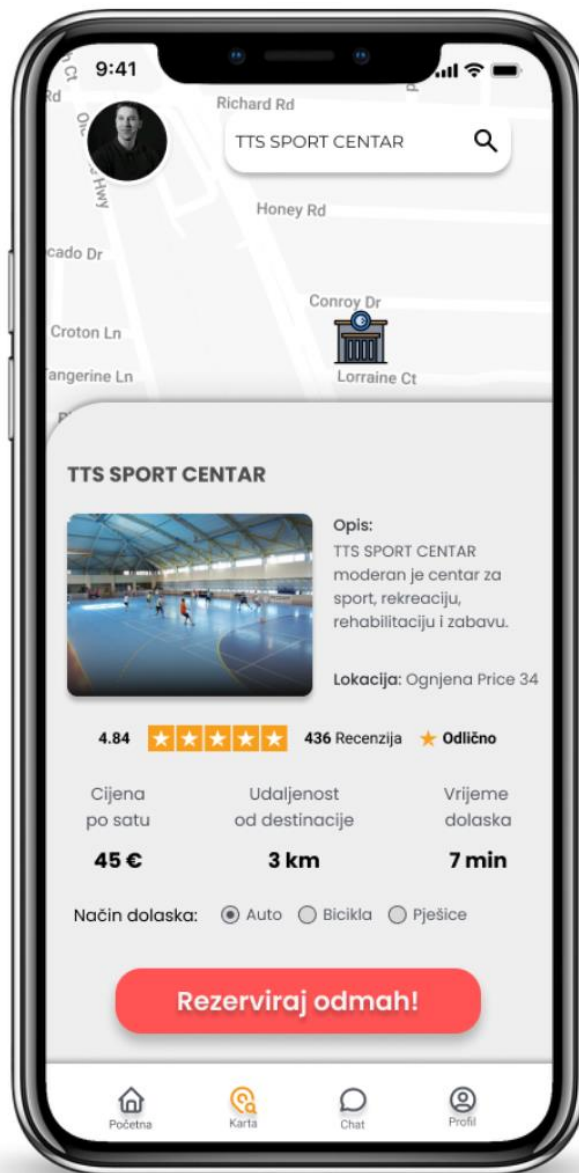 9:41
Richard Rd
TTS SPORT CENTAR
Hwy
Honey Rd
cado Dr
Conroy Dr
Croton Ln
Lorraine Ct
angerine Ln
TTS SPORT CENTAR
Opis:
TTS SPORT CENTAR
moderan je centar za
sport, rekreaciju,
rehabilitaciju i zabavu.
Lokacija: Ognjena Price 34
4.84 436 Recenzija Odlično
Cijena po satu
45 €
Udaljenost od destinacije
3 km
Vrijeme dolaska
7 min
Način dolaska: Auto Bicikla Pješice
Rezerviraj odmah!
Početna Karta Chat Profil